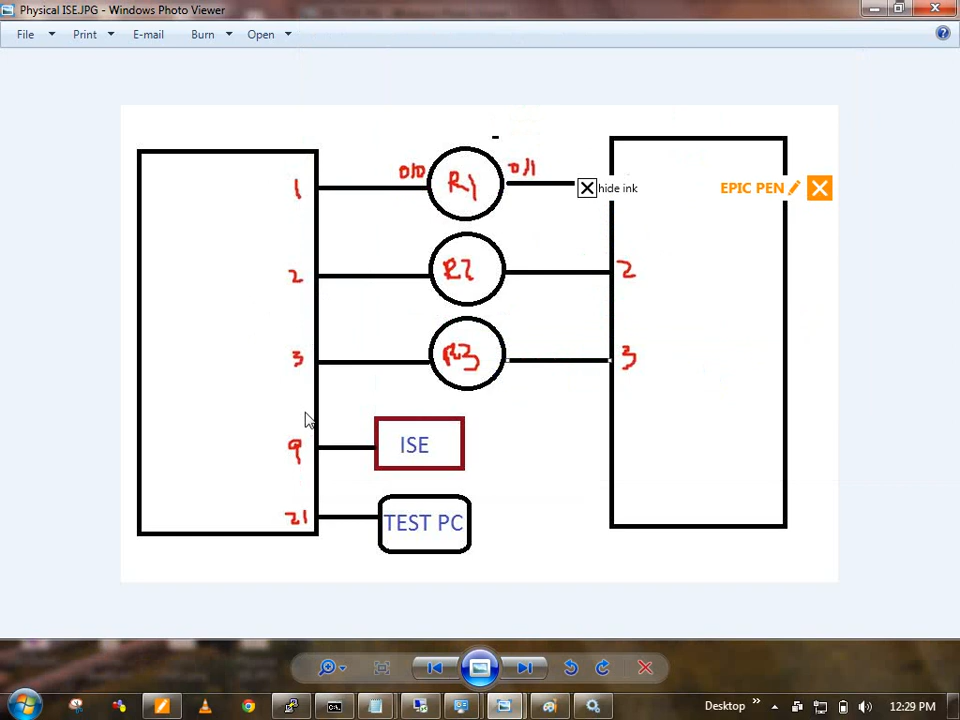 Physical ISE.JPG - Windows Photo Viewer
File Print E-mail Burn Open
1 0/0 R1 0/1 hide ink EPIC PEN
2 R2 2
3 R3 3
9 ISE
21 TEST PC
Desktop » 12:29 PM